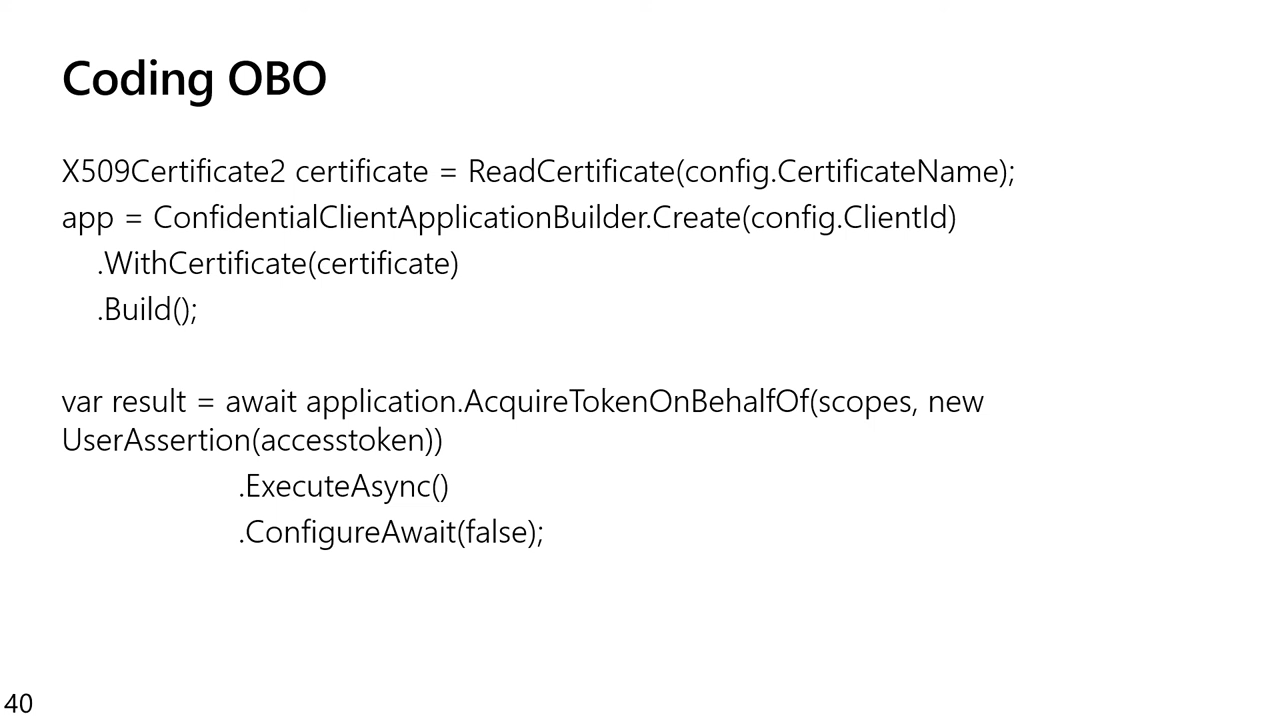 Coding OBO
X509Certificate2 certificate = ReadCertificate(config.CertificateName);
app = ConfidentialClientApplicationBuilder.Create(config.ClientId)
.WithCertificate(certificate)
.Build();
var result = await application.AcquireTokenOnBehalfOf(scopes, new
UserAssertion(accesstoken))
.ExecuteAsync()
.ConfigureAwait(false);
40